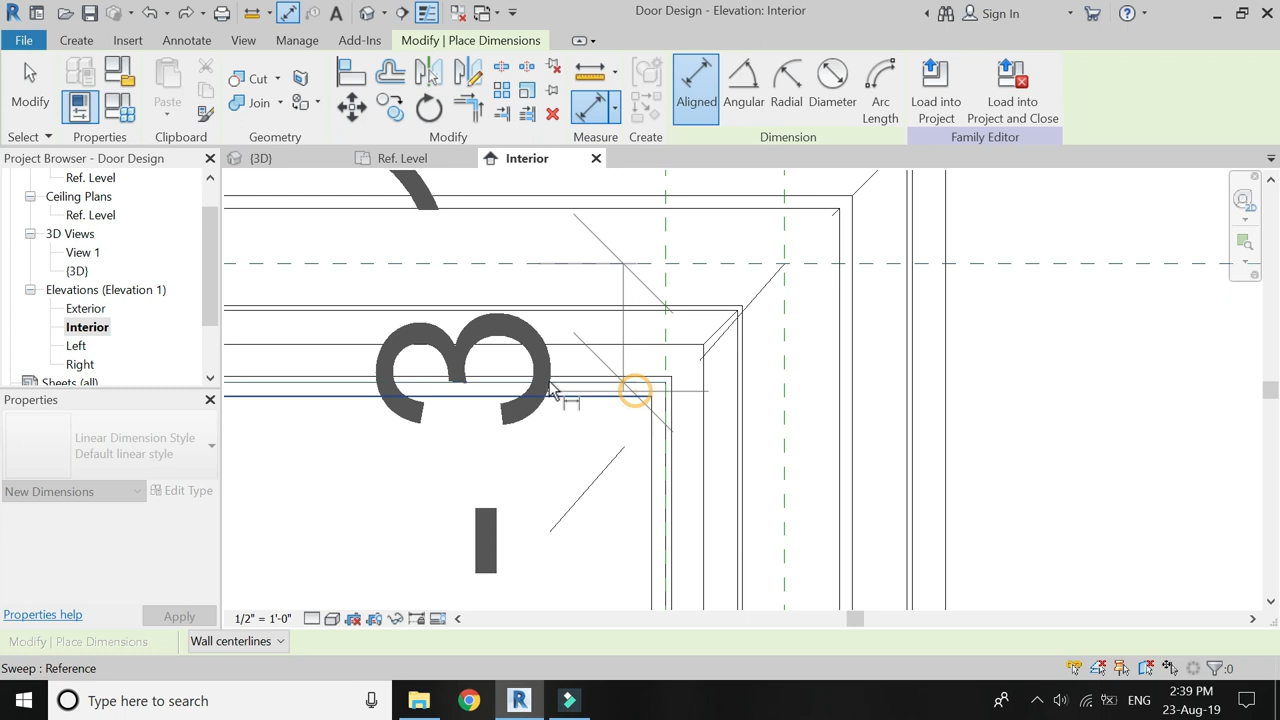 Door Design - Elevation: Interior
Sign In
File
Create
Insert
Annotate
View
Manage
Add-Ins
Modify | Place Dimensions
Modify
Paste
Cut
Join
Aligned
Angular
Radial
Diameter
Arc
Length
Load into
Project
Load into
Project and Close
Select
Properties
Clipboard
Geometry
Modify
Measure
Create
Dimension
Family Editor
Project Browser - Door Design
{3D}
Ref. Level
Interior
Ref. Level
Ceiling Plans
Ref. Level
3D Views
View 1
{3D}
Elevations (Elevation 1)
Exterior
Interior
Left
Right
Sheets (all)
Properties
Linear Dimension Style
Default linear style
New Dimensions
Edit Type
Properties help
Apply
2D
3
1/2" = 1'-0"
Modify | Place Dimensions
Wall centerlines
Sweep : Reference
:0
Type here to search
ENG
2:39 PM
23-Aug-19